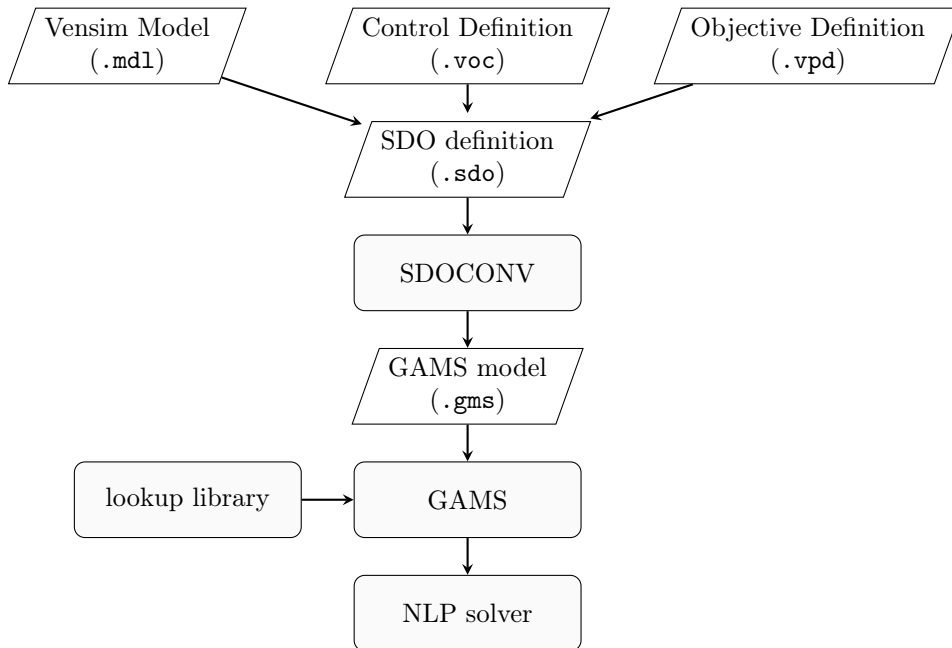 Vensim Model
(.mdl)
Control Definition
(.voc)
Objective Definition
(.vpd)
SDO definition
(.sdo)
SDOCONV
GAMS model
(.gms)
lookup library
GAMS
NLP solver